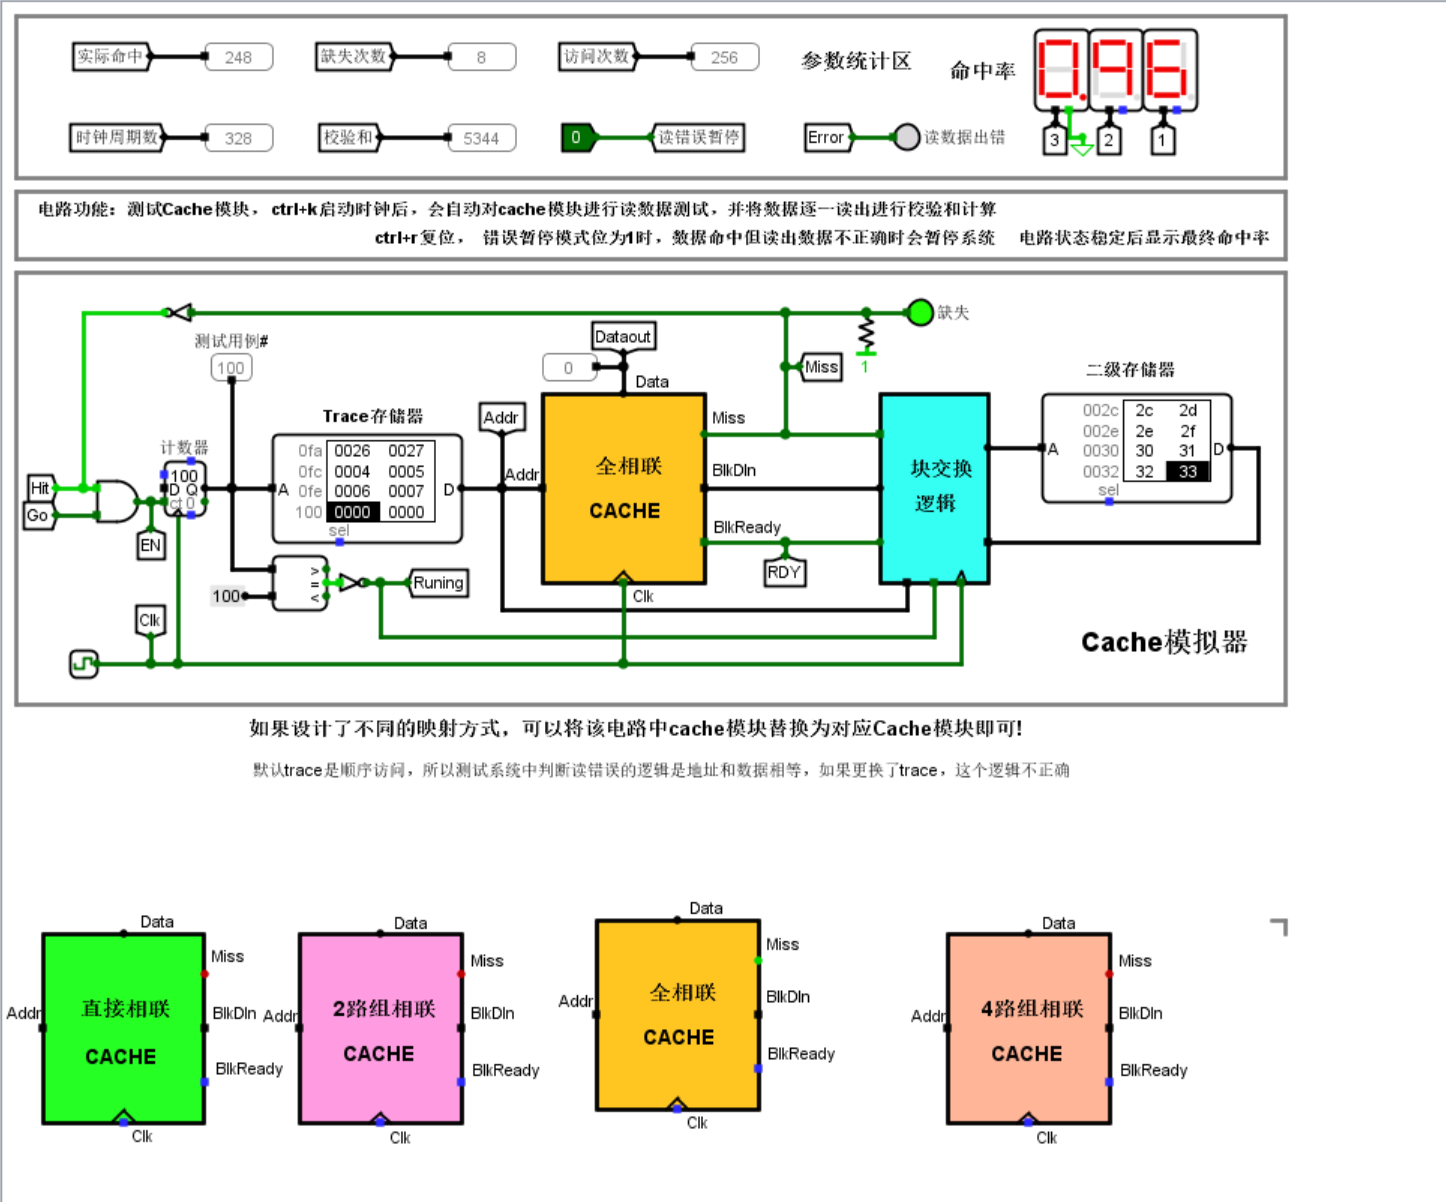 实际命中 248 缺失次数 8 访问次数 256 参数统计区 命中率 0.96
3 2 1
时钟周期数 328 校验和 5344 0 读错误暂停 Error 读数据出错
电路功能：测试Cache模块，ctrl+k启动时钟后，会自动对cache模块进行读数据测试，并将数据逐一读出进行校验和计算
ctrl+r复位， 错误暂停模式位为1时，数据命中但读出数据不正确时会暂停系统 电路状态稳定后显示最终命中率
缺失
测试用例#
100
Dataout
0
Data
Miss
1
二级存储器
002c 2c 2d
002e 2e 2f
0030 30 31
0032 32 33
A
D
sel
Trace存储器
0fa 0026 0027
0fc 0004 0005
0fe 0006 0007
100 0000 0000
A
D
sel
Addr
Addr
计数器
100
D Q
ct 0
Hit
Go
EN
全相联
CACHE
Miss
BlkDIn
BlkReady
Clk
块交换
逻辑
RDY
100
>
=
<
Runing
Clk
Cache模拟器
如果设计了不同的映射方式，可以将该电路中cache模块替换为对应Cache模块即可!
默认trace是顺序访问，所以测试系统中判断读错误的逻辑是地址和数据相等，如果更换了trace，这个逻辑不正确
Data
Miss
Addr
直接相联
CACHE
BlkDIn
BlkReady
Clk
Data
Miss
Addr
2路组相联
CACHE
BlkDIn
BlkReady
Clk
Data
Miss
Addr
全相联
CACHE
BlkDIn
BlkReady
Clk
Data
Miss
Addr
4路组相联
CACHE
BlkDIn
BlkReady
Clk